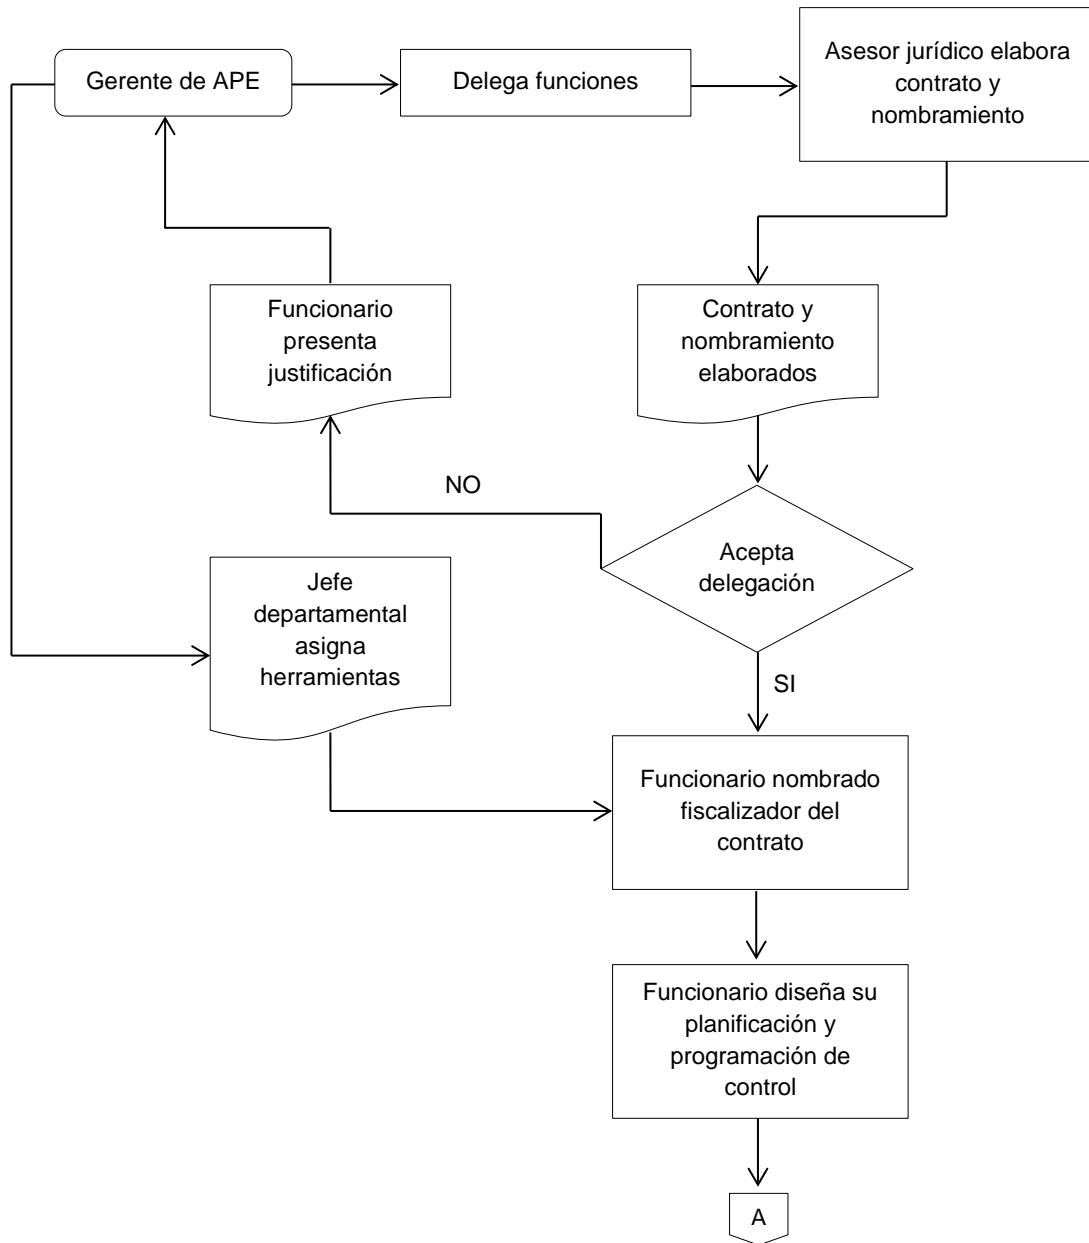 Gerente de APE
Delega funciones
Asesor jurídico elabora
contrato y
nombramiento
Funcionario
presenta
justificación
Contrato y
nombramiento
elaborados
NO
Acepta
delegación
Jefe
departamental
asigna
herramientas
SI
Funcionario nombrado
fiscalizador del
contrato
Funcionario diseña su
planificación y
programación de
control
A